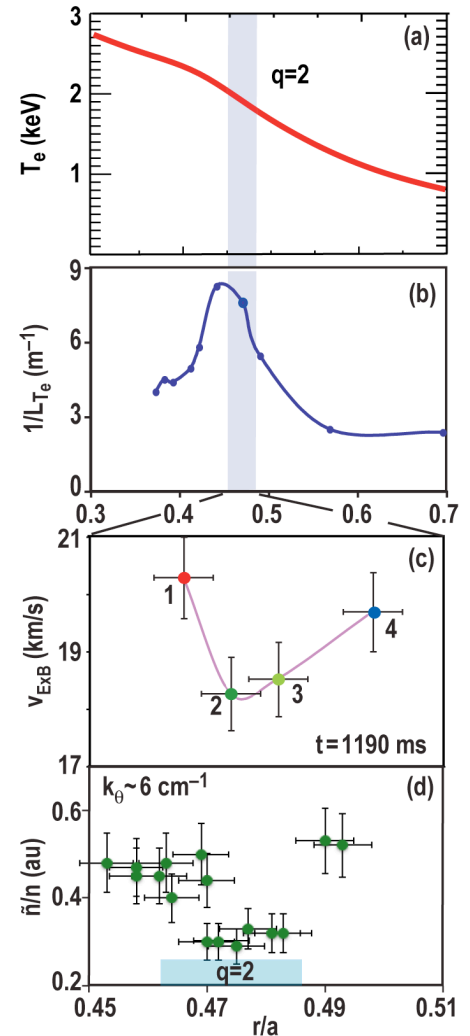 3
(a)
q=2
2
Tₑ (keV)
1
9
(b)
6
1/L_Tₑ (m⁻¹)
3
0
0.3 0.4 0.5 0.6 0.7
21
(c)
1
4
v_ExB (km/s)
19
3
2
t=1190 ms
17
k_θ~6 cm⁻¹ (d)
0.6
ñ/n (au)
0.4
q=2
0.2
0.45 0.47 0.49 0.51
r/a